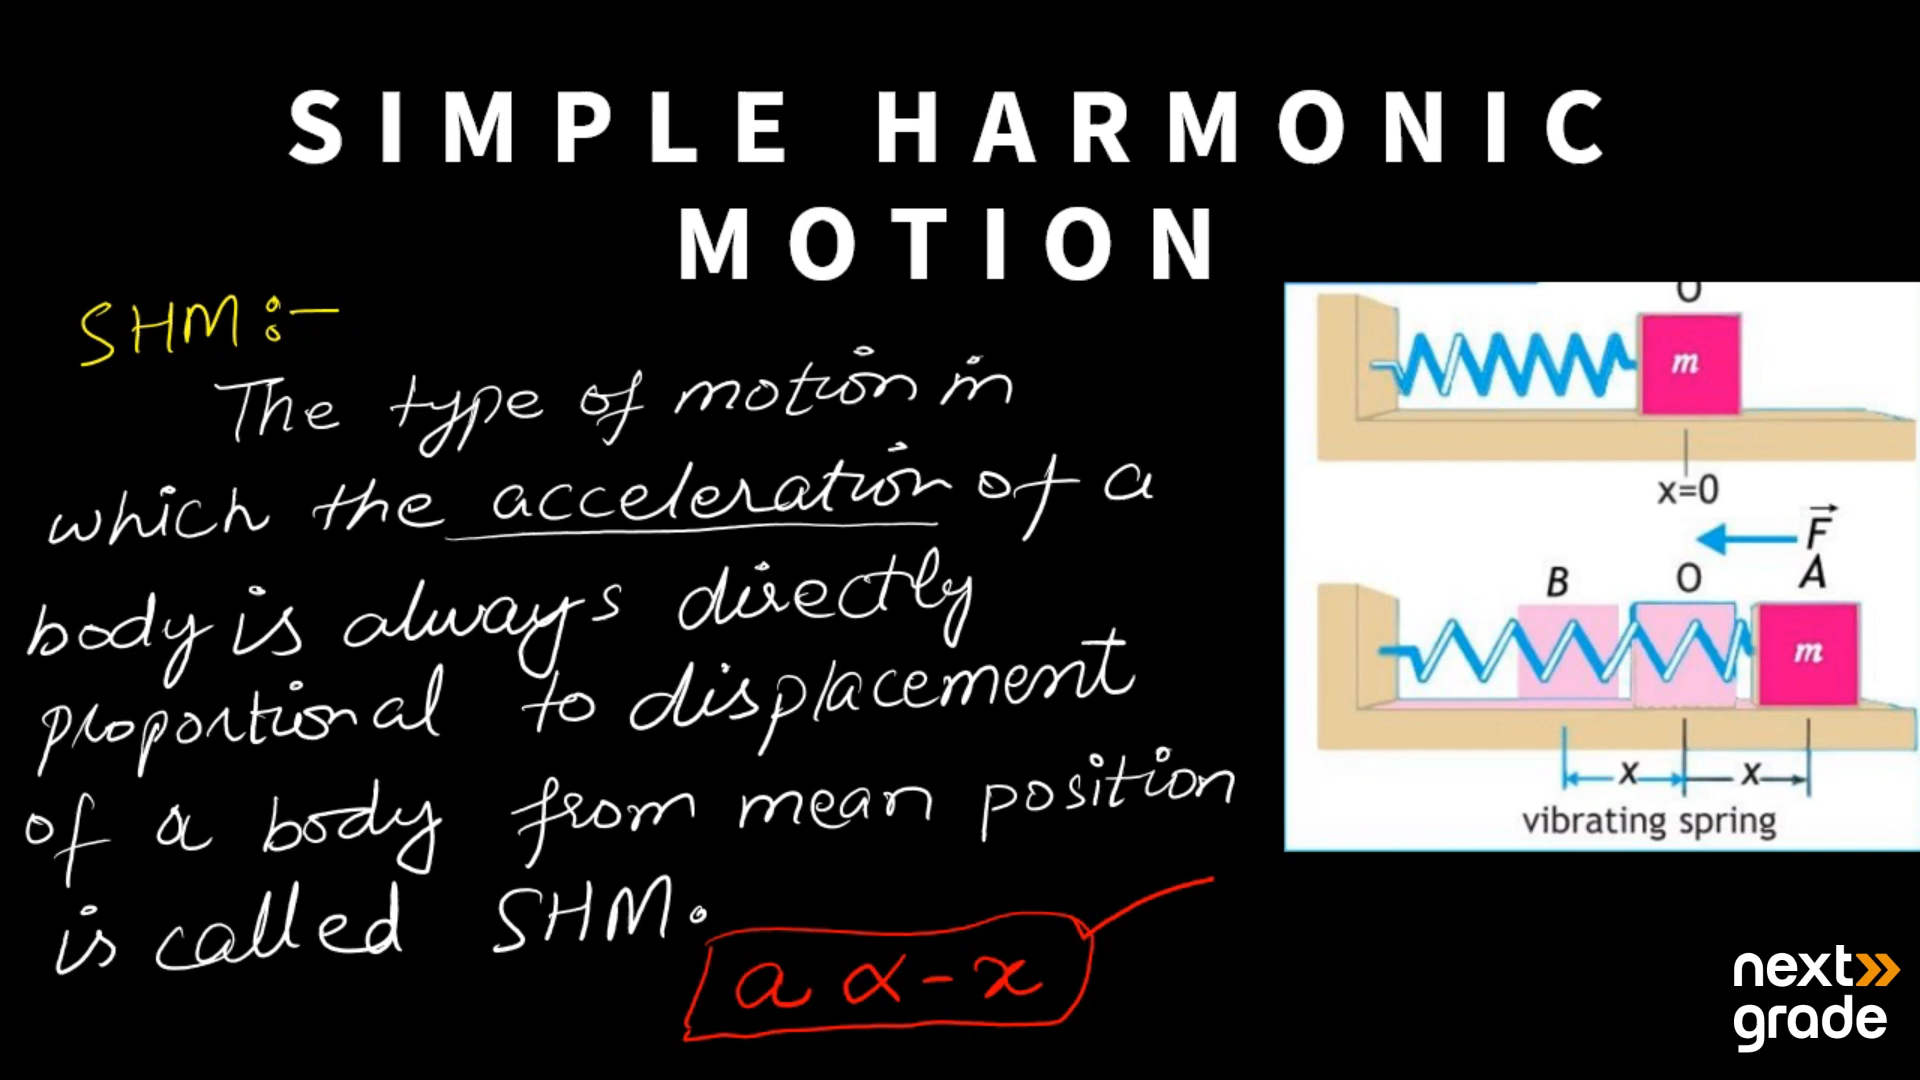 SIMPLE HARMONIC
MOTION
SHM :-
The type of motion in
which the acceleration of a
body is always directly
proportional to displacement
of a body from mean position
is called SHM.
a ∝ - x
O
m
x=0
F
B O A
m
x x
vibrating spring
next
grade